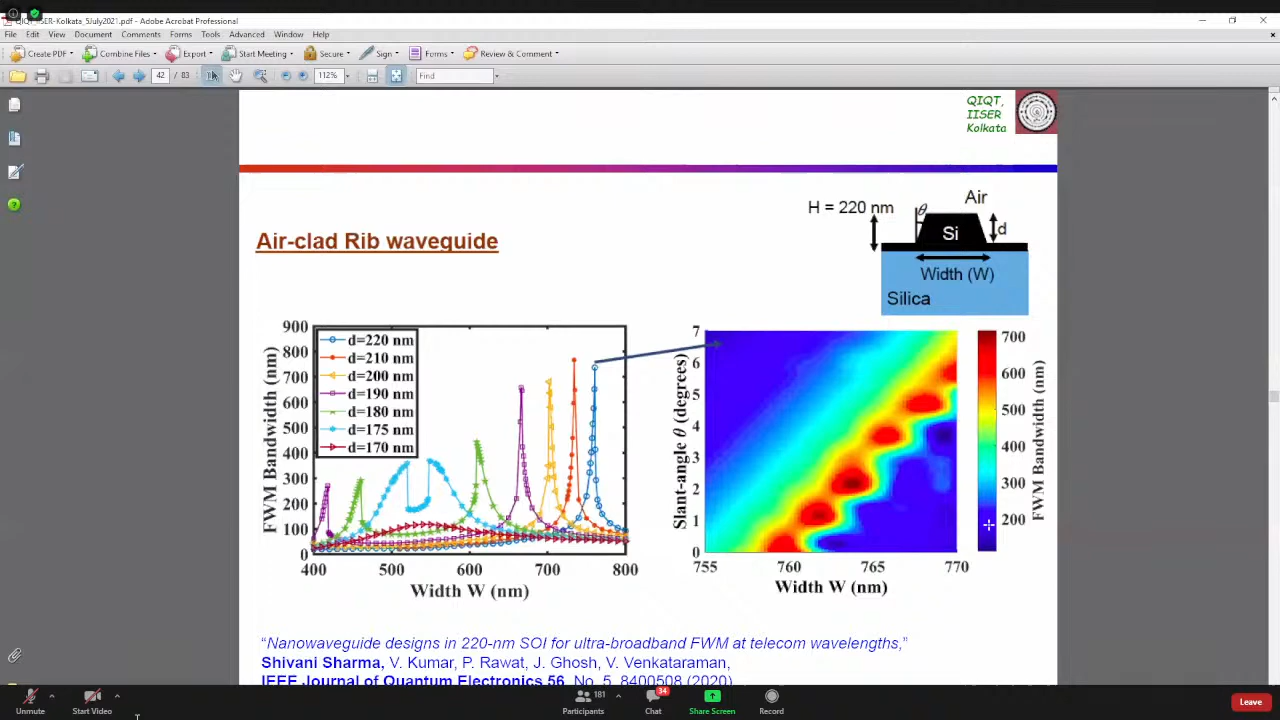 QIQT_IISER-Kolkata_5July2021.pdf - Adobe Acrobat Professional
File Edit View Document Comments Forms Tools Advanced Window Help
Create PDF Combine Files Export Start Meeting Secure Sign Forms Review & Comment
42 / 83 112% Find
QIQT,
IISER
Kolkata
Air-clad Rib waveguide
H = 220 nm
θ
Air
Si
d
Width (W)
Silica
FWM Bandwidth (nm)
900
800
700
600
500
400
300
200
100
0
d=220 nm
d=210 nm
d=200 nm
d=190 nm
d=180 nm
d=175 nm
d=170 nm
400 500 600 700 800
Width W (nm)
Slant-angle θ (degrees)
7
6
5
4
3
2
1
0
755 760 765 770
Width W (nm)
700
600
500
400
300
200
FWM Bandwidth (nm)
“Nanowaveguide designs in 220-nm SOI for ultra-broadband FWM at telecom wavelengths,”
Shivani Sharma, V. Kumar, P. Rawat, J. Ghosh, V. Venkataraman,
IEEE Journal of Quantum Electronics 56, No. 5, 8400508 (2020)
Unmute Start Video Participants 181 Chat 34 Share Screen Record Leave